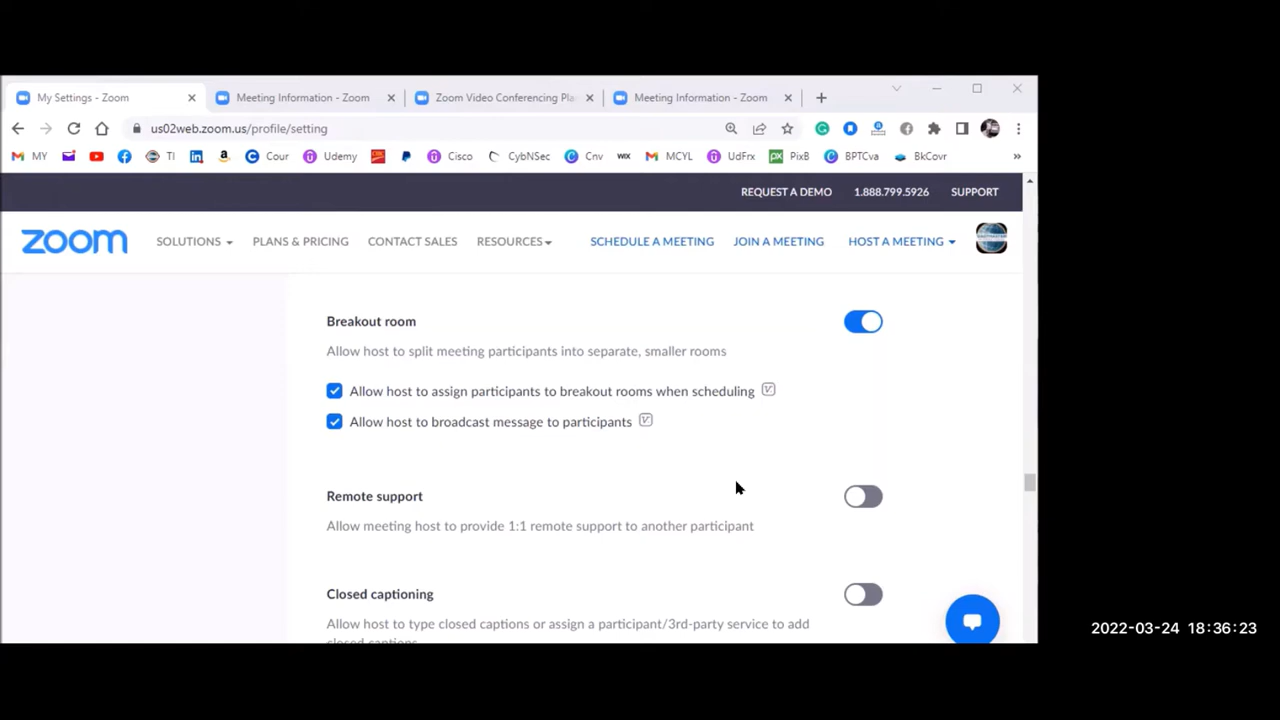 My Settings - Zoom
Meeting Information - Zoom
Zoom Video Conferencing Pla
Meeting Information - Zoom
us02web.zoom.us/profile/setting
MY
TI
Cour
Udemy
Cisco
CybNSec
Cnv
WIX
MCYL
UdFrx
PixB
BPTCva
BkCovr
REQUEST A DEMO 1.888.799.5926 SUPPORT
zoom SOLUTIONS PLANS & PRICING CONTACT SALES RESOURCES SCHEDULE A MEETING JOIN A MEETING HOST A MEETING
Breakout room
Allow host to split meeting participants into separate, smaller rooms
Allow host to assign participants to breakout rooms when scheduling
Allow host to broadcast message to participants
Remote support
Allow meeting host to provide 1:1 remote support to another participant
Closed captioning
Allow host to type closed captions or assign a participant/3rd-party service to add
closed captions
2022-03-24 18:36:23